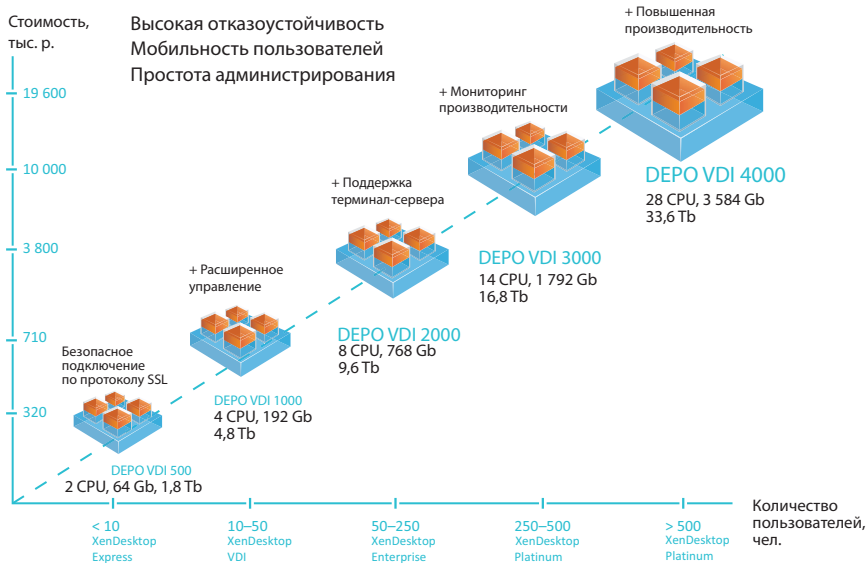 Стоимость,
тыс. р.
Высокая отказоустойчивость
Мобильность пользователей
Простота администрирования
19 600
10 000
3 800
710
320
Безопасное
подключение
по протоколу SSL
DEPO VDI 500
2 CPU, 64 Gb, 1,8 Tb
+ Расширенное
управление
DEPO VDI 1000
4 CPU, 192 Gb
4,8 Tb
+ Поддержка
терминал-сервера
DEPO VDI 2000
8 CPU, 768 Gb
9,6 Tb
+ Мониторинг
производительности
DEPO VDI 3000
14 CPU, 1 792 Gb
16,8 Tb
+ Повышенная
производительность
DEPO VDI 4000
28 CPU, 3 584 Gb
33,6 Tb
< 10
XenDesktop
Express
10–50
XenDesktop
VDI
50–250
XenDesktop
Enterprise
250–500
XenDesktop
Platinum
> 500
XenDesktop
Platinum
Количество
пользователей,
чел.